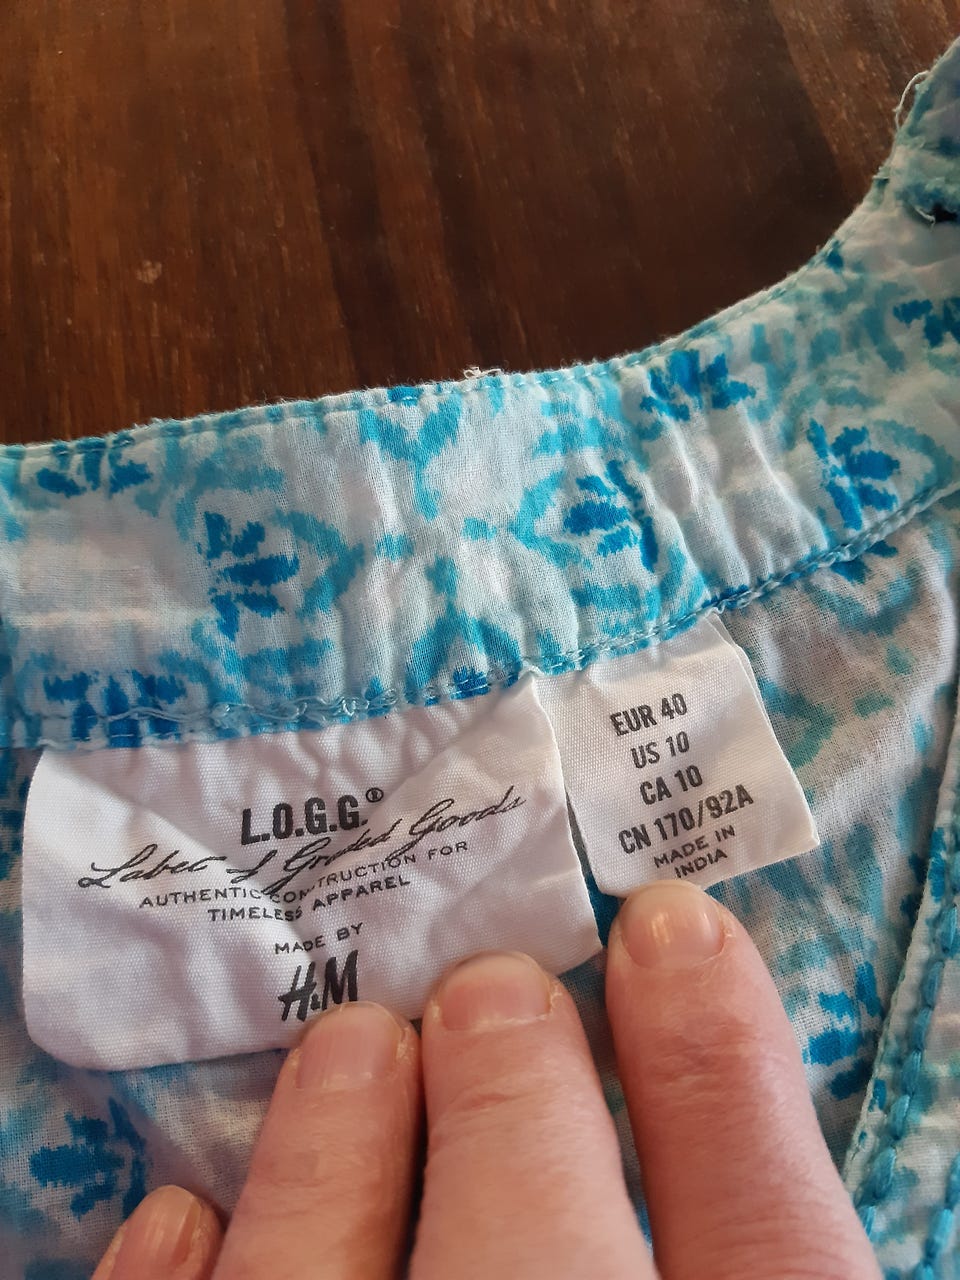 L.O.G.G.®
Label of Graded Goods
AUTHENTIC CONSTRUCTION FOR
TIMELESS APPAREL
MADE BY
H&M
EUR 40
US 10
CA 10
CN 170/92A
MADE IN
INDIA